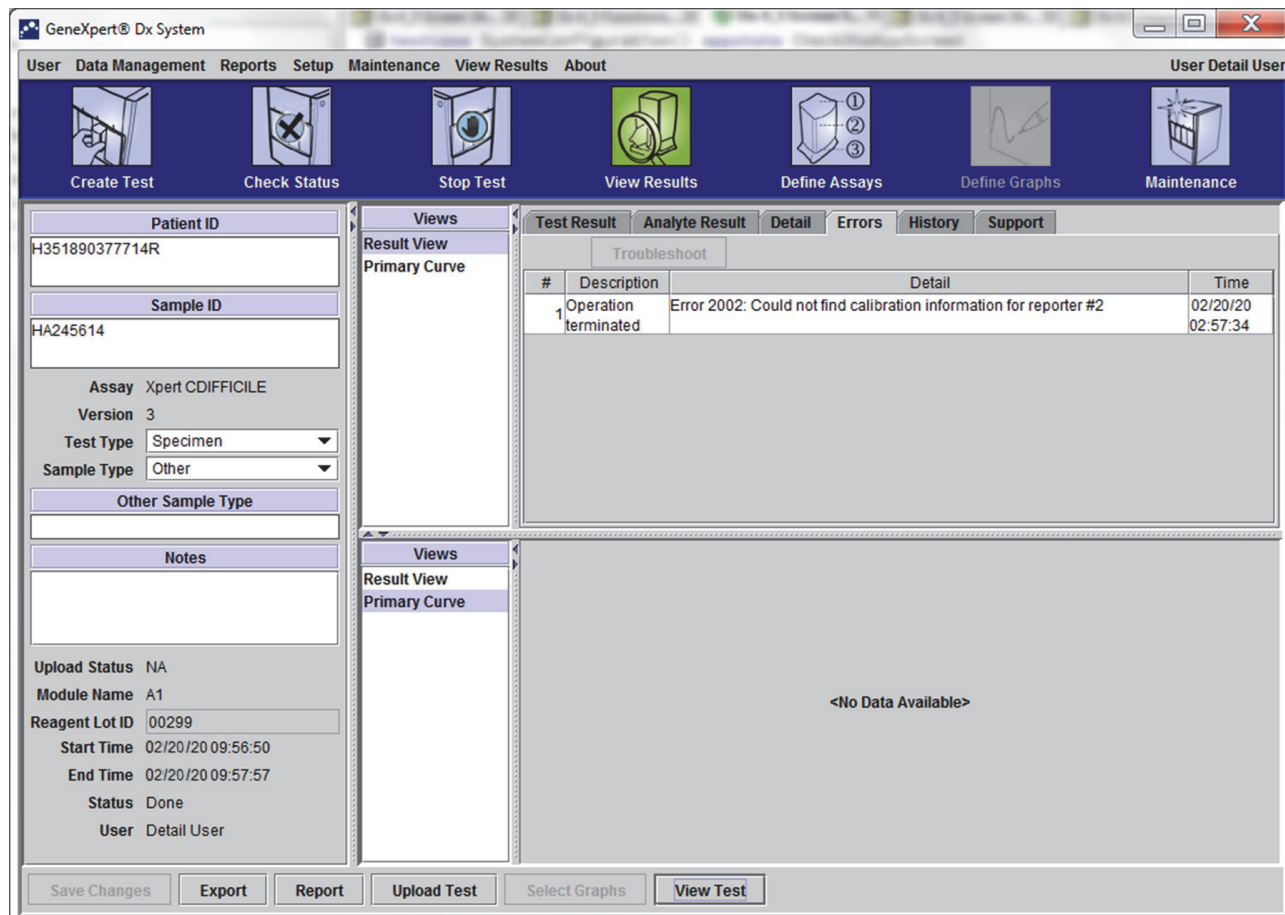 GeneXpert® Dx System
User Data Management Reports Setup Maintenance View Results About User Detail User
Create Test Check Status Stop Test View Results Define Assays Define Graphs Maintenance
① ② ③
Patient ID
H351890377714R
Sample ID
HA245614
Assay Xpert CDIFFICILE
Version 3
Test Type Specimen
Sample Type Other
Other Sample Type
Notes
Upload Status NA
Module Name A1
Reagent Lot ID 00299
Start Time 02/20/20 09:56:50
End Time 02/20/20 09:57:57
Status Done
User Detail User
Views
Result View
Primary Curve
Test Result Analyte Result Detail Errors History Support
Troubleshoot
# Description Detail Time
1 Operation Error 2002: Could not find calibration information for reporter #2 02/20/20
terminated 02:57:34
Views
Result View
Primary Curve
<No Data Available>
Save Changes Export Report Upload Test Select Graphs View Test